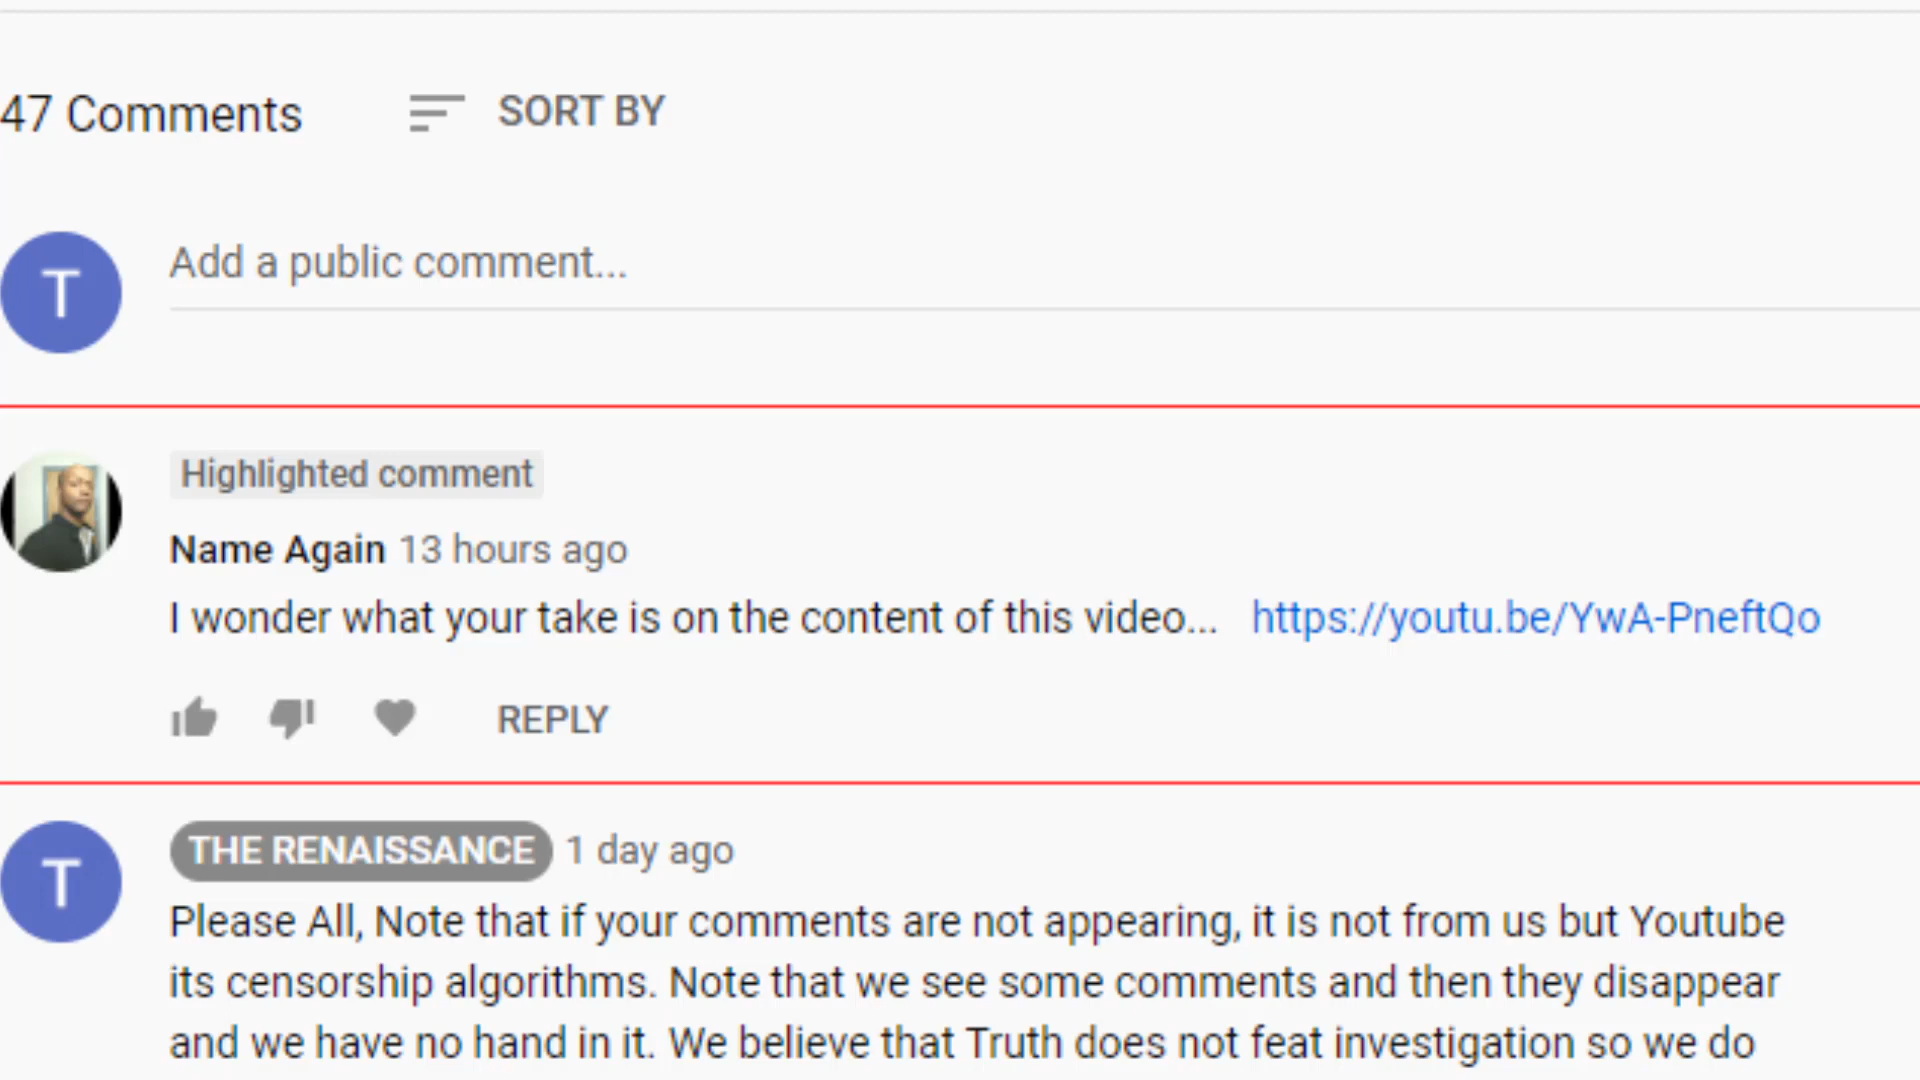 47 Comments SORT BY
T
Add a public comment...
Highlighted comment
Name Again 13 hours ago
I wonder what your take is on the content of this video... https://youtu.be/YwA-PneftQo
REPLY
T
THE RENAISSANCE 1 day ago
Please All, Note that if your comments are not appearing, it is not from us but Youtube
its censorship algorithms. Note that we see some comments and then they disappear
and we have no hand in it. We believe that Truth does not feat investigation so we do